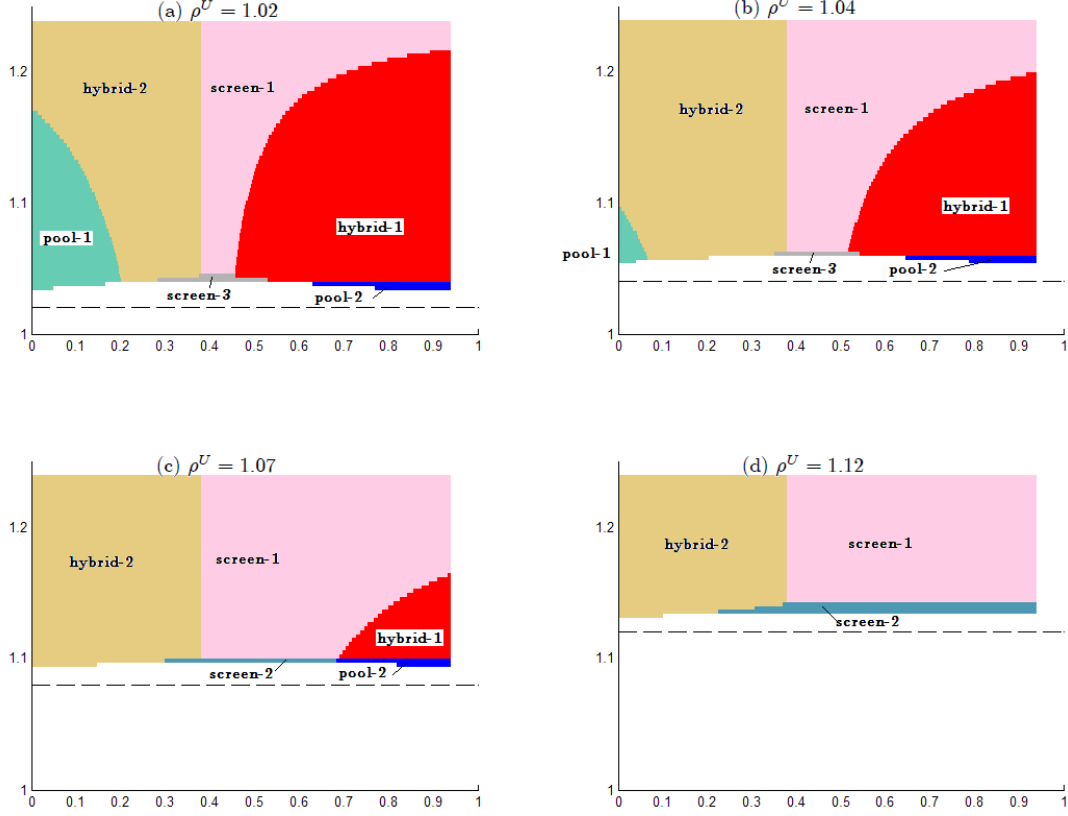 (a) ρ^U = 1.02
(b) ρ^U = 1.04
1.2
hybrid-2
screen-1
1.1
pool-1
hybrid-1
screen-3
pool-2
1
0 0.1 0.2 0.3 0.4 0.5 0.6 0.7 0.8 0.9 1
1.2
hybrid-2
screen-1
1.1
hybrid-1
pool-1
screen-3
pool-2
1
0 0.1 0.2 0.3 0.4 0.5 0.6 0.7 0.8 0.9 1
(c) ρ^U = 1.07
(d) ρ^U = 1.12
1.2
hybrid-2
screen-1
hybrid-1
1.1
screen-2
pool-2
1
0 0.1 0.2 0.3 0.4 0.5 0.6 0.7 0.8 0.9 1
1.2
hybrid-2
screen-1
screen-2
1.1
1
0 0.1 0.2 0.3 0.4 0.5 0.6 0.7 0.8 0.9 1